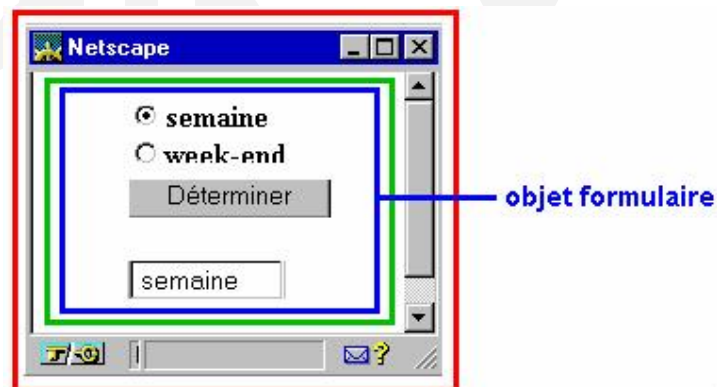 Netscape
semaine
week-end
Déterminer
objet formulaire
semaine